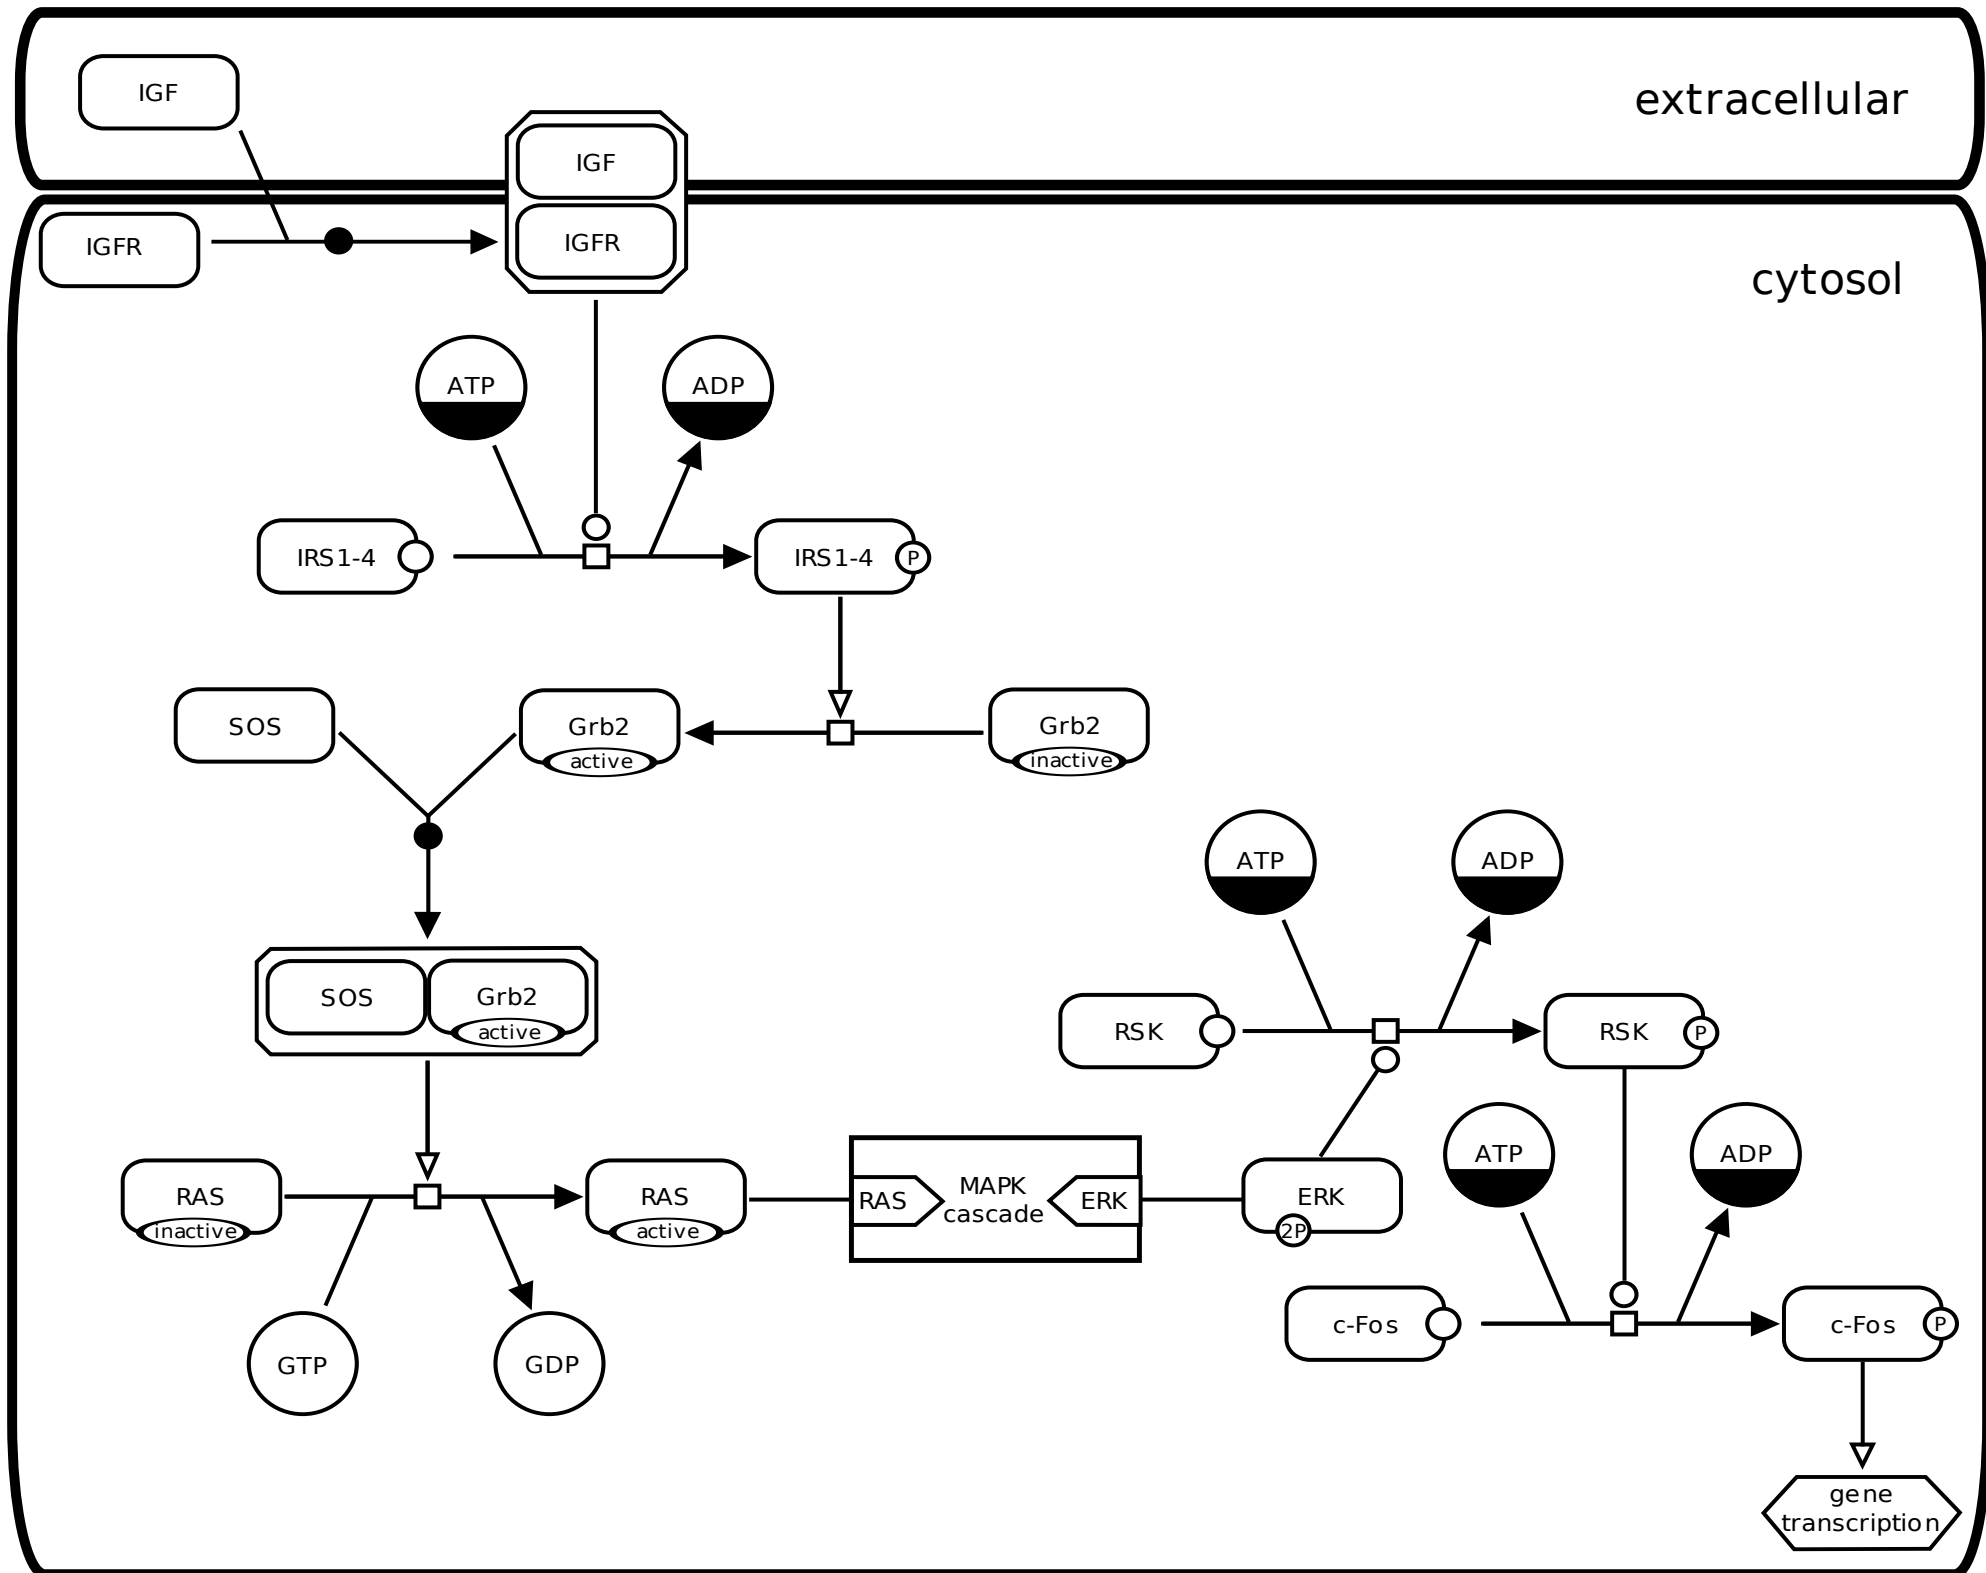 IGF
extracellular
IGF
IGFR
IGFR
cytosol
ATP
ADP
IRS1-4
IRS1-4
P
SOS
Grb2
active
Grb2
inactive
ATP
ADP
SOS
Grb2
active
RSK
RSK
P
ATP
ADP
RAS
inactive
RAS
active
RAS
MAPK
cascade
ERK
ERK
2P
GTP
GDP
c-Fos
c-Fos
P
gene
transcription